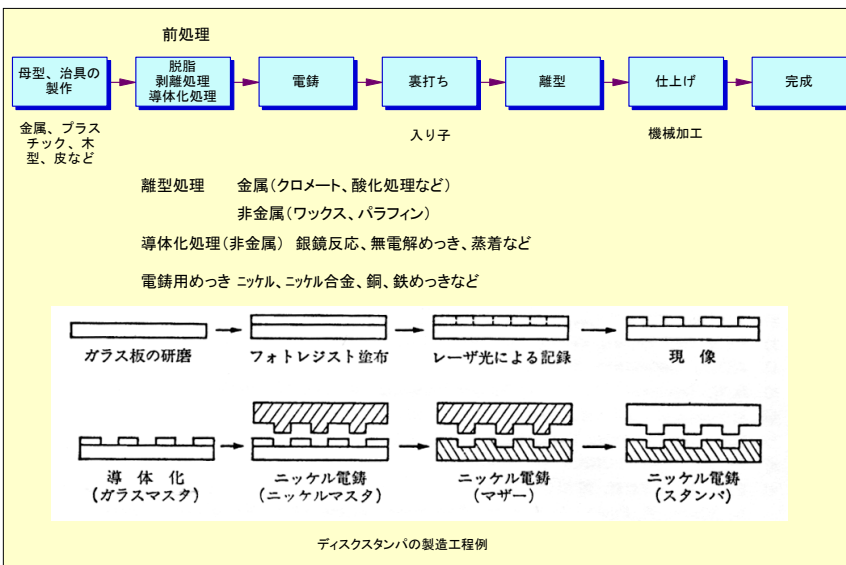 前処理
母型、治具の
製作
脱脂
剥離処理
導体化処理
電鋳
裏打ち
離型
仕上げ
完成
金属、プラス
チック、木
型、皮など
入り子
機械加工
離型処理 金属(クロメート、酸化処理など)
非金属(ワックス、パラフィン)
導体化処理(非金属) 銀鏡反応、無電解めっき、蒸着など
電鋳用めっき ニッケル、ニッケル合金、銅、鉄めっきなど
ガラス板の研磨
フォトレジスト塗布
レーザ光による記録
現像
導体化
(ガラスマスタ)
ニッケル電鋳
(ニッケルマスタ)
ニッケル電鋳
(マザー)
ニッケル電鋳
(スタンパ)
ディスクスタンパの製造工程例